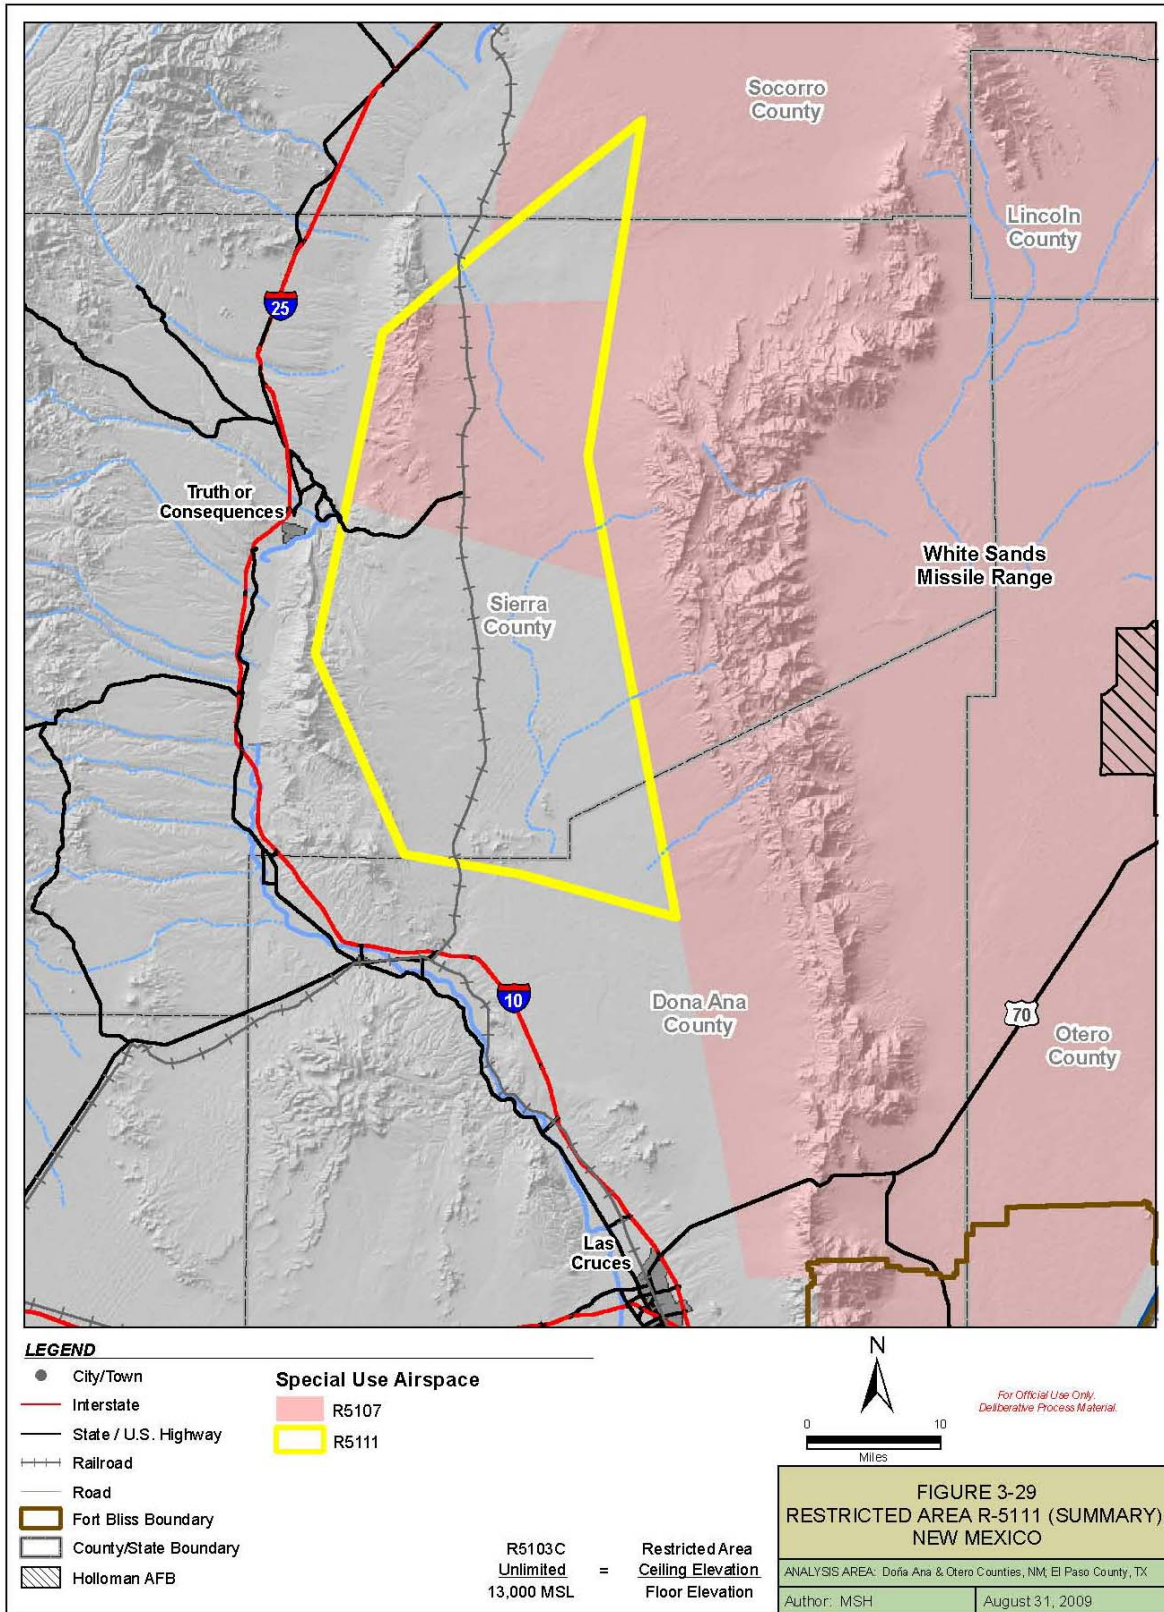 Socorro
County
Lincoln
County
25
Truth or
Consequences
White Sands
Missile Range
Sierra
County
10
Dona Ana
County
70
Otero
County
Las
Cruces
LEGEND
City/Town
Interstate
State / U.S. Highway
Railroad
Road
Fort Bliss Boundary
County/State Boundary
Holloman AFB
Special Use Airspace
R5107
R5111
R5103C
Unlimited
13,000 MSL
=
Restricted Area
Ceiling Elevation
Floor Elevation
N
0 10
Miles
For Official Use Only.
Deliberative Process Material.
FIGURE 3-29
RESTRICTED AREA R-5111 (SUMMARY)
NEW MEXICO
ANALYSIS AREA: Doña Ana & Otero Counties, NM, El Paso County, TX
Author: MSH
August 31, 2009